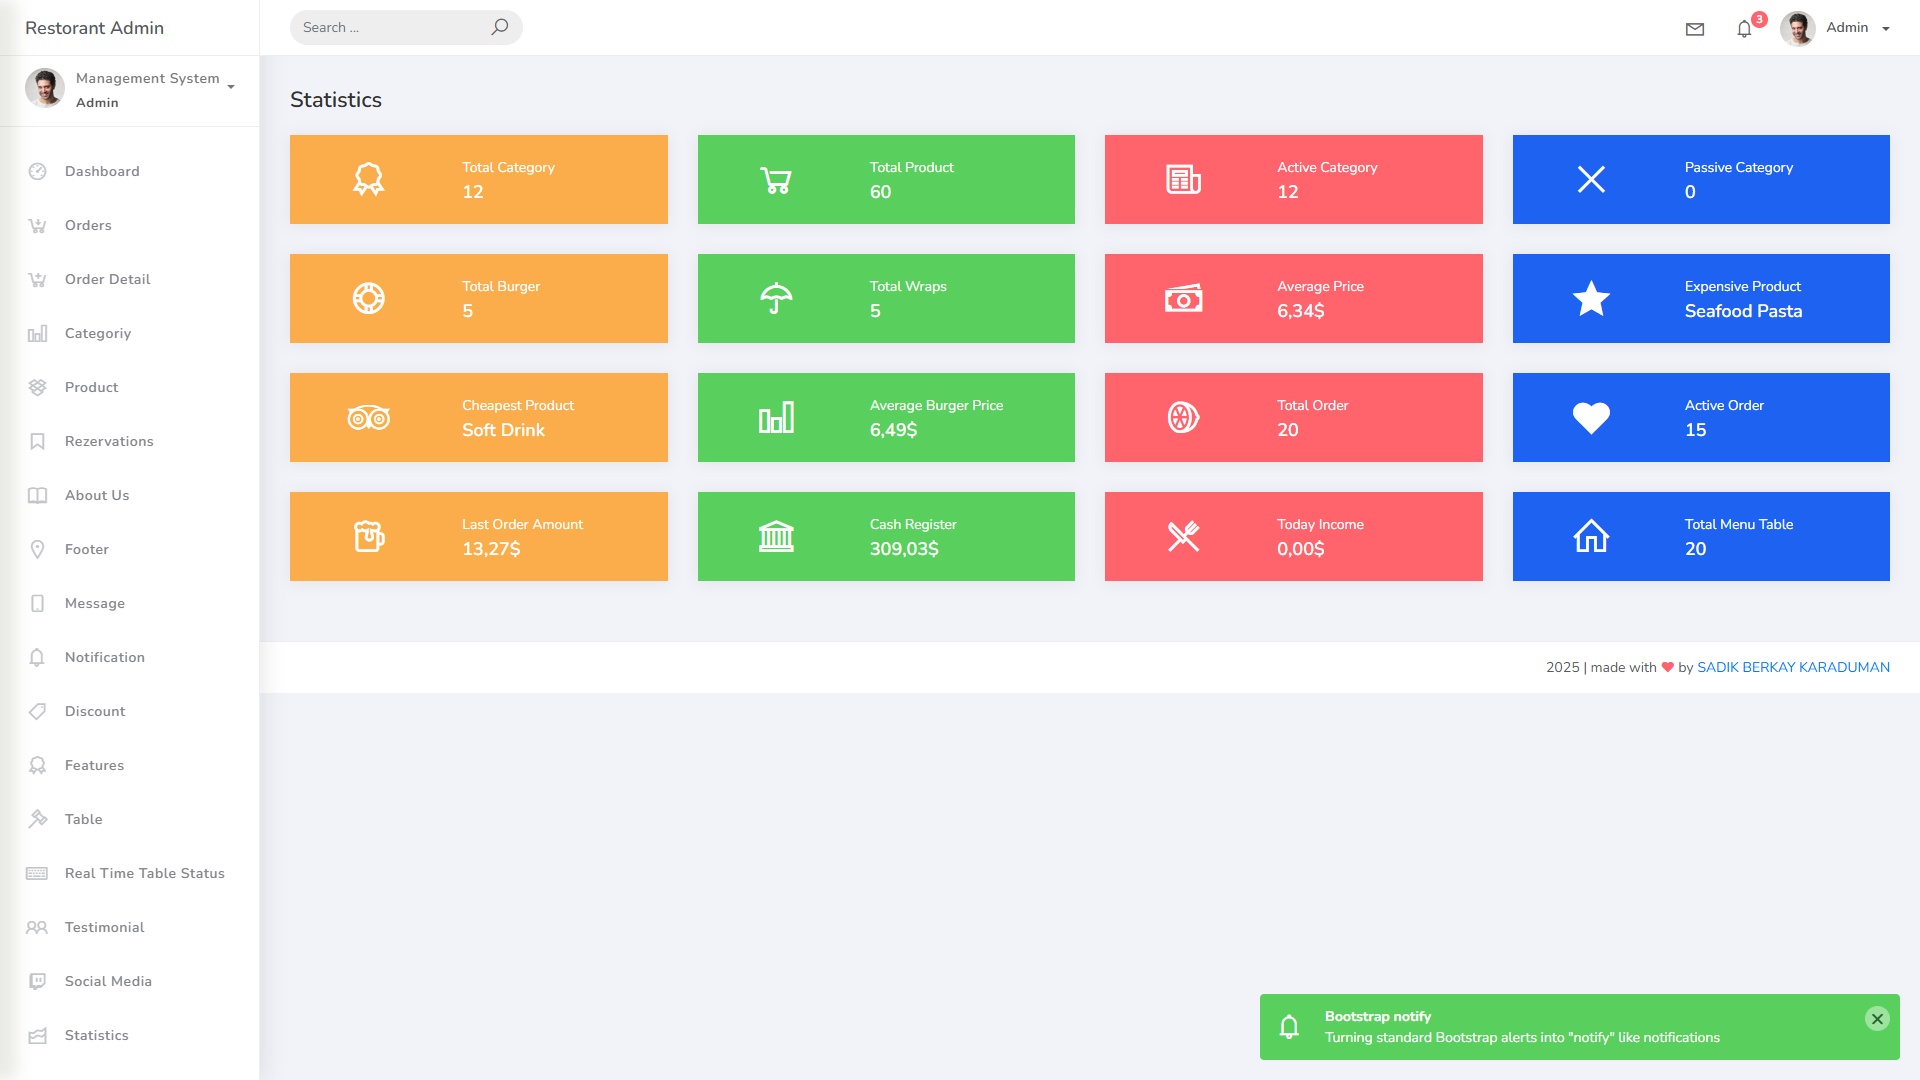 Restorant Admin
Search ...
3
Admin
Management System
Admin
Dashboard
Orders
Order Detail
Categoriy
Product
Rezervations
About Us
Footer
Message
Notification
Discount
Features
Table
Real Time Table Status
Testimonial
Social Media
Statistics
Statistics
Total Category
12
Total Product
60
Active Category
12
Passive Category
0
Total Burger
5
Total Wraps
5
Average Price
6,34$
Expensive Product
Seafood Pasta
Cheapest Product
Soft Drink
Average Burger Price
6,49$
Total Order
20
Active Order
15
Last Order Amount
13,27$
Cash Register
309,03$
Today Income
0,00$
Total Menu Table
20
2025 | made with ❤ by SADIK BERKAY KARADUMAN
Bootstrap notify
Turning standard Bootstrap alerts into "notify" like notifications